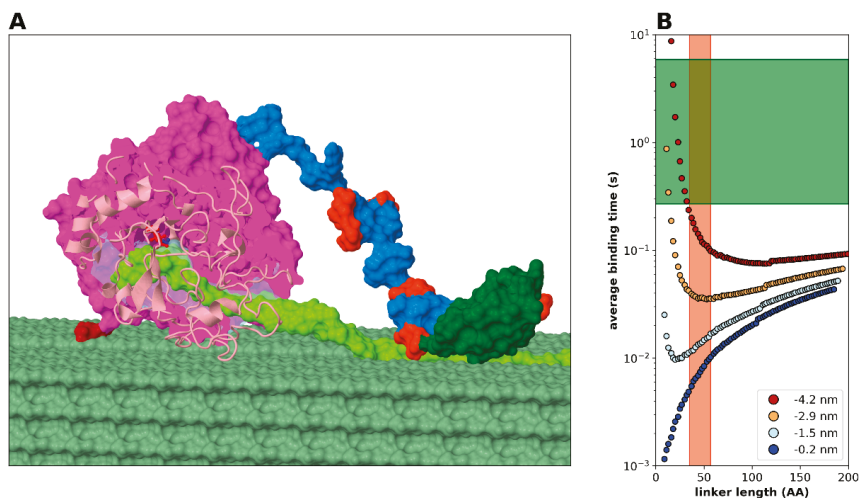 A
B
average binding time (s)
10¹
10⁰
10⁻¹
10⁻²
10⁻³
-4.2 nm
-2.9 nm
-1.5 nm
-0.2 nm
0 50 100 150 200
linker length (AA)